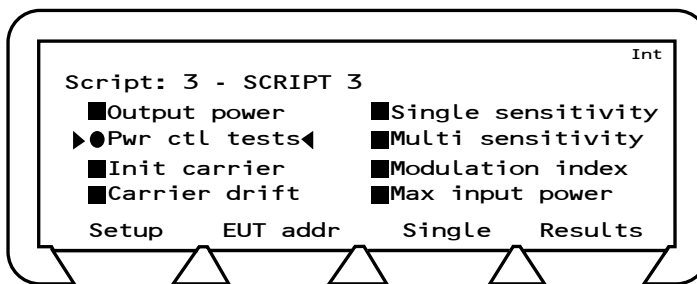 Int
Script: 3 - SCRIPT 3
Output power Single sensitivity
Pwr ctl tests Multi sensitivity
Init carrier Modulation index
Carrier drift Max input power
Setup EUT addr Single Results